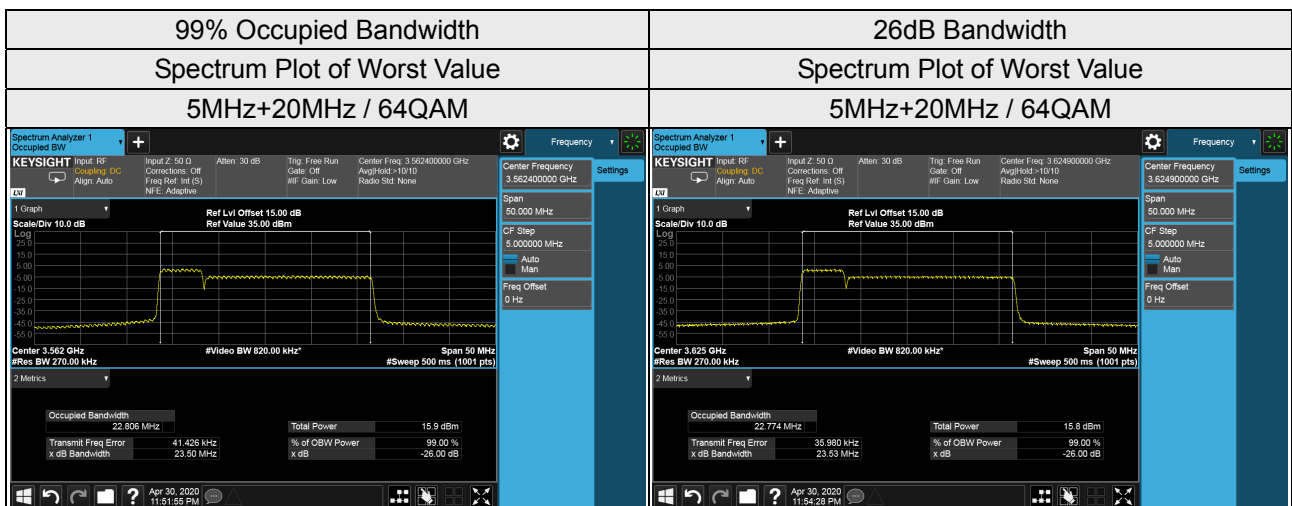 99% Occupied Bandwidth
26dB Bandwidth
Spectrum Plot of Worst Value
Spectrum Plot of Worst Value
5MHz+20MHz / 64QAM
5MHz+20MHz / 64QAM
Spectrum Analyzer 1
Occupied BW
Frequency
KEYSIGHT Input: RF
Coupling: DC
Align: Auto
LXI
Input Z: 50 Ω
Corrections: Off
Freq Ref: Int (S)
NFE: Adaptive
Atten: 30 dB
Trig: Free Run
Gate: Off
#IF Gain: Low
Center Freq: 3.562400000 GHz
Avg|Hold:>10/10
Radio Std: None
Center Frequency
3.562400000 GHz
Settings
Span
50.000 MHz
CF Step
5.000000 MHz
Auto
Man
Freq Offset
0 Hz
1 Graph
Scale/Div 10.0 dB
Ref Lvl Offset 15.00 dB
Ref Value 35.00 dBm
Log
25.0
15.0
5.00
-5.00
-15.0
-25.0
-35.0
-45.0
-55.0
Center 3.562 GHz
#Res BW 270.00 kHz
#Video BW 820.00 kHz*
Span 50 MHz
#Sweep 500 ms (1001 pts)
2 Metrics
Occupied Bandwidth
22.806 MHz
Transmit Freq Error 41.426 kHz
x dB Bandwidth 23.50 MHz
Total Power 15.9 dBm
% of OBW Power 99.00 %
x dB -26.00 dB
Apr 30, 2020
11:51:55 PM
Spectrum Analyzer 1
Occupied BW
Frequency
KEYSIGHT Input: RF
Coupling: DC
Align: Auto
LXI
Input Z: 50 Ω
Corrections: Off
Freq Ref: Int (S)
NFE: Adaptive
Atten: 30 dB
Trig: Free Run
Gate: Off
#IF Gain: Low
Center Freq: 3.624900000 GHz
Avg|Hold:>10/10
Radio Std: None
Center Frequency
3.624900000 GHz
Settings
Span
50.000 MHz
CF Step
5.000000 MHz
Auto
Man
Freq Offset
0 Hz
1 Graph
Scale/Div 10.0 dB
Ref Lvl Offset 15.00 dB
Ref Value 35.00 dBm
Log
25.0
15.0
5.00
-5.00
-15.0
-25.0
-35.0
-45.0
-55.0
Center 3.625 GHz
#Res BW 270.00 kHz
#Video BW 820.00 kHz*
Span 50 MHz
#Sweep 500 ms (1001 pts)
2 Metrics
Occupied Bandwidth
22.774 MHz
Transmit Freq Error 35.980 kHz
x dB Bandwidth 23.53 MHz
Total Power 15.8 dBm
% of OBW Power 99.00 %
x dB -26.00 dB
Apr 30, 2020
11:54:28 PM